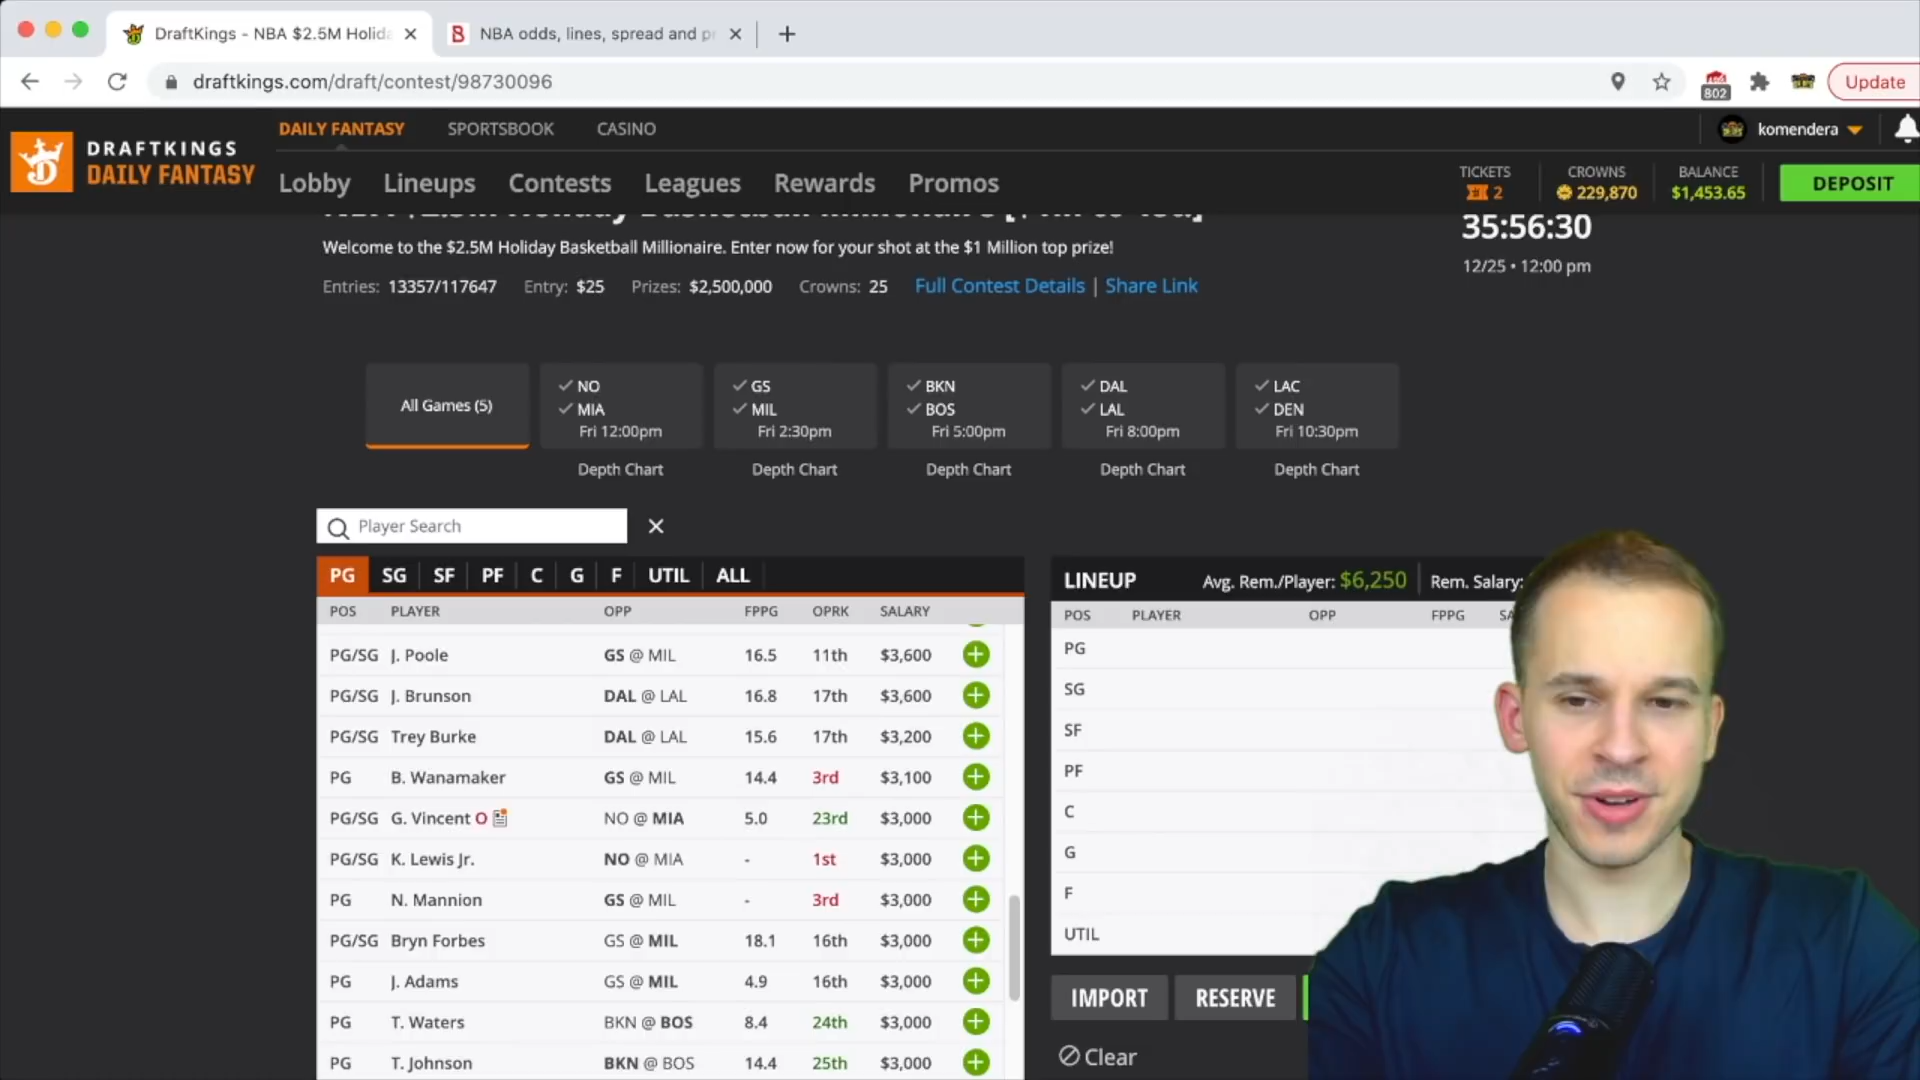 DraftKings - NBA $2.5M Holida
NBA odds, lines, spread and p
draftkings.com/draft/contest/98730096
802
Update
DRAFTKINGS
DAILY FANTASY
DAILY FANTASY
SPORTSBOOK
CASINO
komendera
Lobby
Lineups
Contests
Leagues
Rewards
Promos
TICKETS
2
CROWNS
229,870
BALANCE
$1,453.65
DEPOSIT
35:56:30
12/25 • 12:00 pm
Welcome to the $2.5M Holiday Basketball Millionaire. Enter now for your shot at the $1 Million top prize!
Entries: 13357/117647 Entry: $25 Prizes: $2,500,000 Crowns: 25 Full Contest Details | Share Link
All Games (5)
NO
MIA
Fri 12:00pm
Depth Chart
GS
MIL
Fri 2:30pm
Depth Chart
BKN
BOS
Fri 5:00pm
Depth Chart
DAL
LAL
Fri 8:00pm
Depth Chart
LAC
DEN
Fri 10:30pm
Depth Chart
Player Search
PG SG SF PF C G F UTIL ALL
POS PLAYER OPP FPPG OPRK SALARY
PG/SG J. Poole GS @ MIL 16.5 11th $3,600
PG/SG J. Brunson DAL @ LAL 16.8 17th $3,600
PG/SG Trey Burke DAL @ LAL 15.6 17th $3,200
PG B. Wanamaker GS @ MIL 14.4 3rd $3,100
PG/SG G. Vincent O NO @ MIA 5.0 23rd $3,000
PG/SG K. Lewis Jr. NO @ MIA - 1st $3,000
PG N. Mannion GS @ MIL - 3rd $3,000
PG/SG Bryn Forbes GS @ MIL 18.1 16th $3,000
PG J. Adams GS @ MIL 4.9 16th $3,000
PG T. Waters BKN @ BOS 8.4 24th $3,000
PG T. Johnson BKN @ BOS 14.4 25th $3,000
LINEUP Avg. Rem./Player: $6,250 Rem. Salary:
POS PLAYER OPP FPPG SA
PG
SG
SF
PF
C
G
F
UTIL
IMPORT
RESERVE
Clear